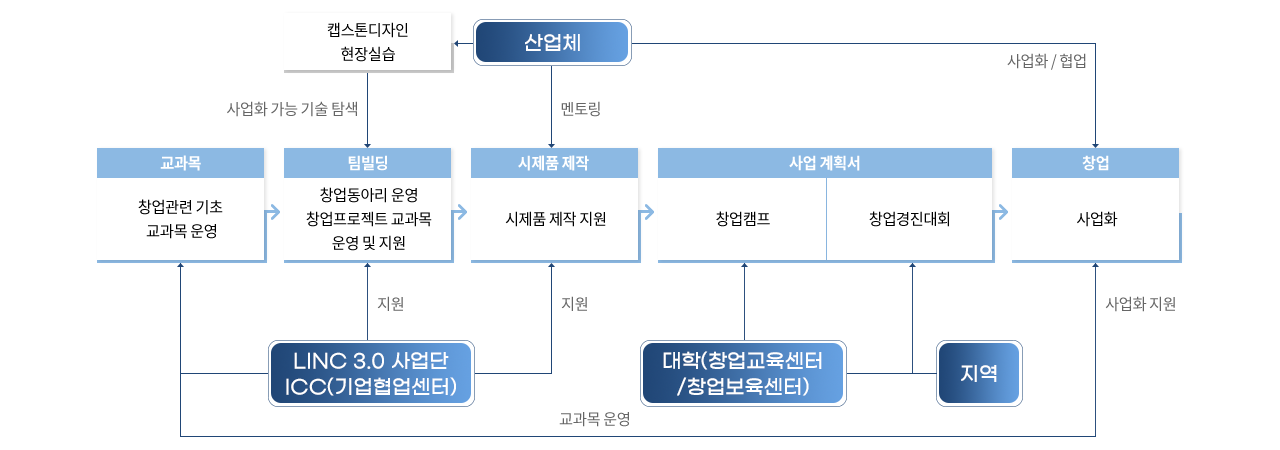 캡스톤디자인
현장실습
산업체
사업화 / 협업
사업화 가능 기술 탐색
멘토링
교과목
팀빌딩
시제품 제작
사업 계획서
창업
창업관련 기초
교과목 운영
창업동아리 운영
창업프로젝트 교과목
운영 및 지원
시제품 제작 지원
창업캠프
창업경진대회
사업화
지원
지원
사업화 지원
LINC 3.0 사업단
ICC(기업협업센터)
대학(창업교육센터
/창업보육센터)
지역
교과목 운영